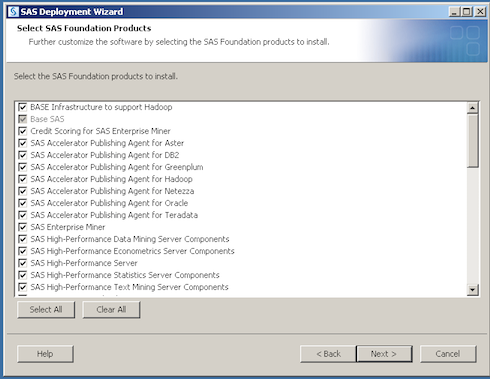 SAS Deployment Wizard
Select SAS Foundation Products
Further customize the software by selecting the SAS Foundation products to install.
Select the SAS Foundation products to install.
BASE Infrastructure to support Hadoop
Base SAS
Credit Scoring for SAS Enterprise Miner
SAS Accelerator Publishing Agent for Aster
SAS Accelerator Publishing Agent for DB2
SAS Accelerator Publishing Agent for Greenplum
SAS Accelerator Publishing Agent for Hadoop
SAS Accelerator Publishing Agent for Netezza
SAS Accelerator Publishing Agent for Oracle
SAS Accelerator Publishing Agent for Teradata
SAS Enterprise Miner
SAS High-Performance Data Mining Server Components
SAS High-Performance Econometrics Server Components
SAS High-Performance Server
SAS High-Performance Statistics Server Components
SAS High-Performance Text Mining Server Components
Select All
Clear All
Help
< Back
Next >
Cancel